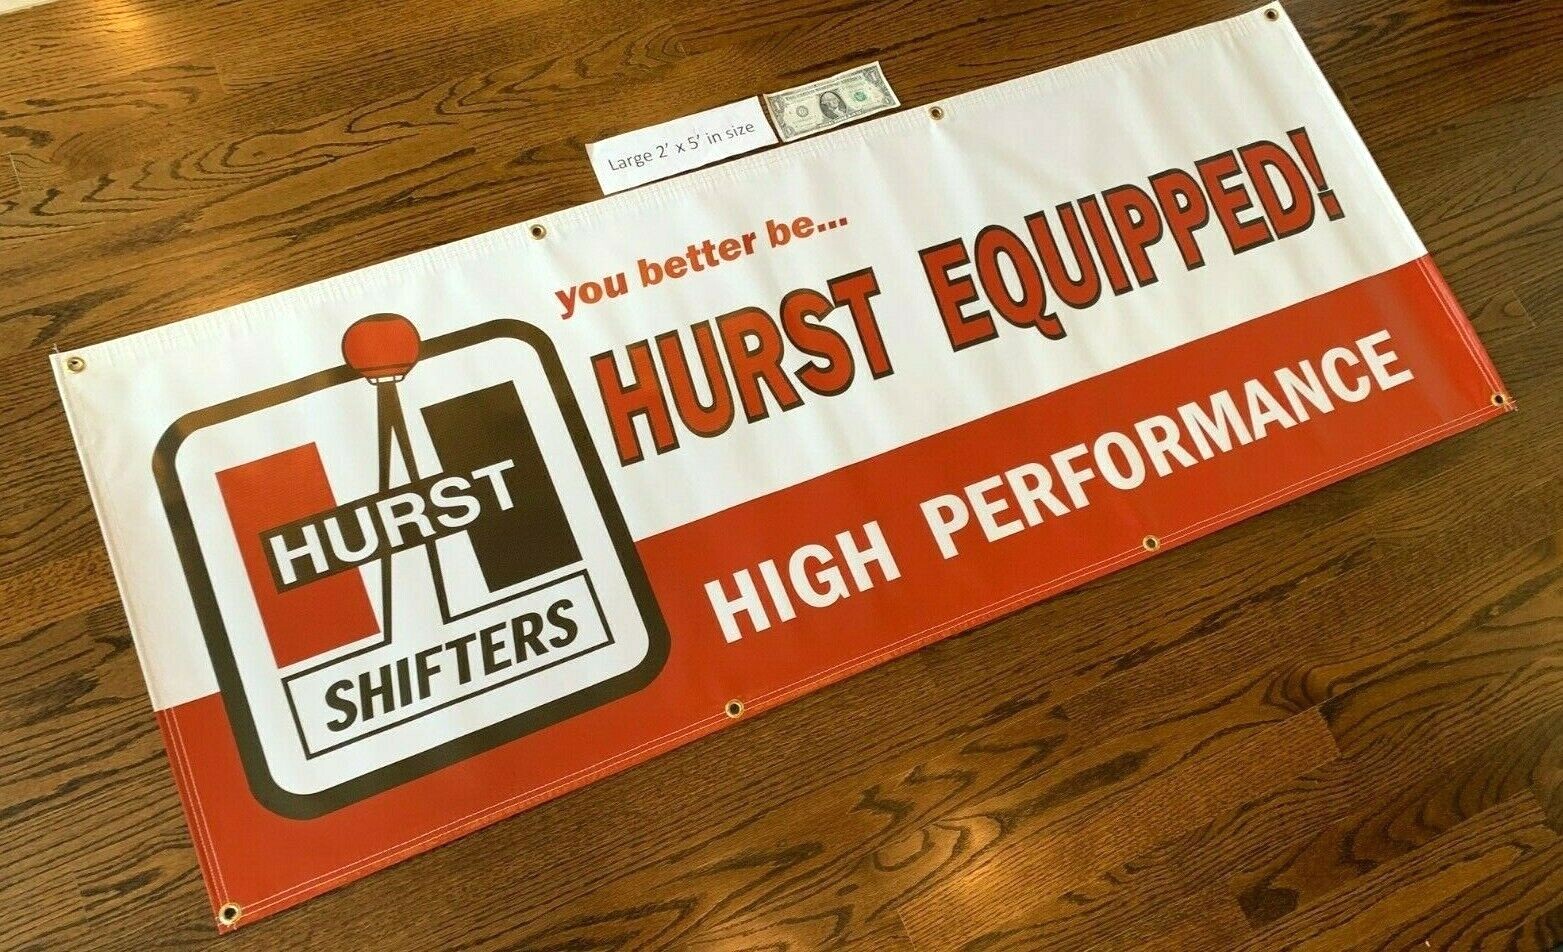 Large 2' x 5' in size
you better be...
HURST EQUIPPED!
HIGH PERFORMANCE
HURST
SHIFTERS